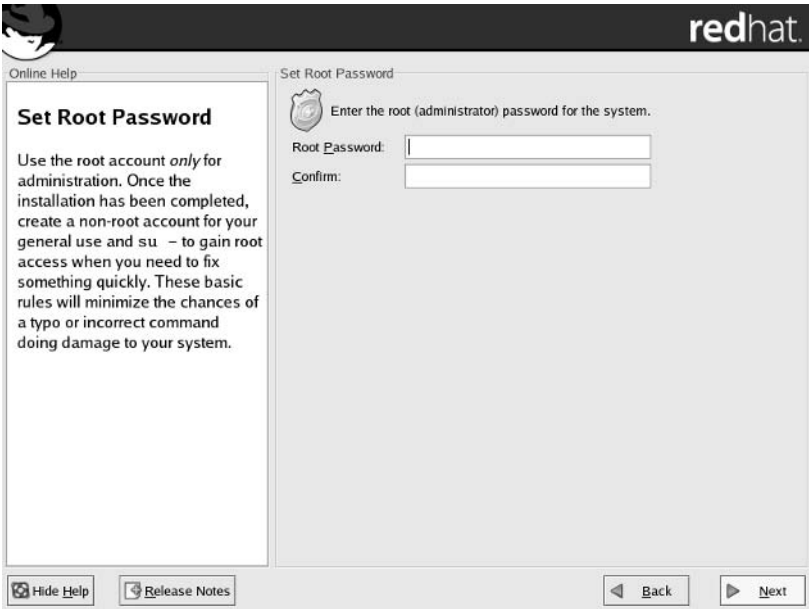 redhat.
Online Help
Set Root Password
Use the root account only for
administration. Once the
installation has been completed,
create a non-root account for your
general use and su - to gain root
access when you need to fix
something quickly. These basic
rules will minimize the chances of
a typo or incorrect command
doing damage to your system.
Set Root Password
Enter the root (administrator) password for the system.
Root Password:
Confirm:
Hide Help
Release Notes
Back
Next